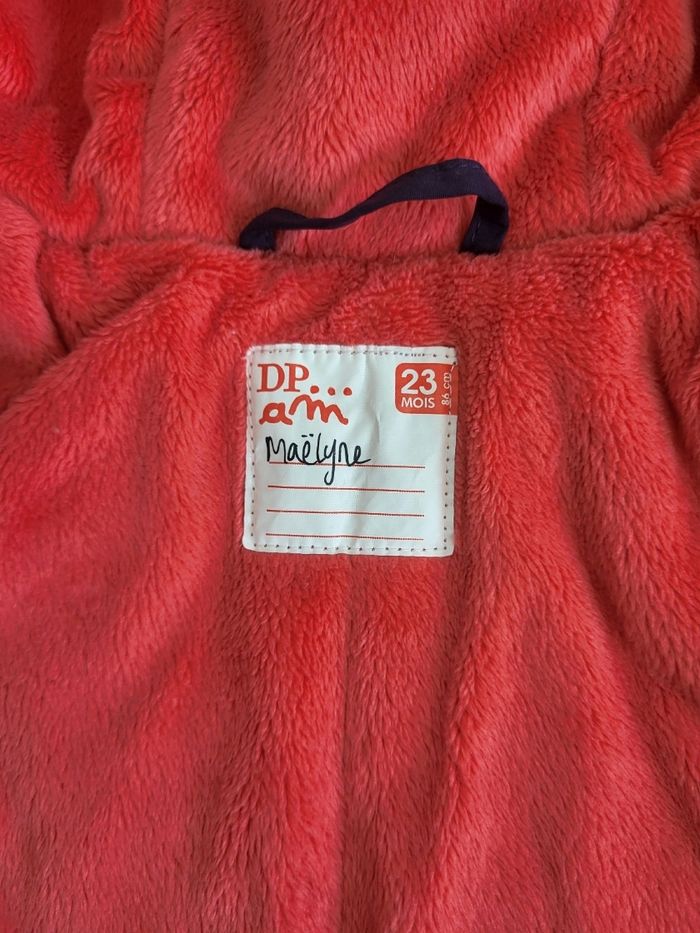 DP...
am
23
MOIS
86 cm
Maëlyne